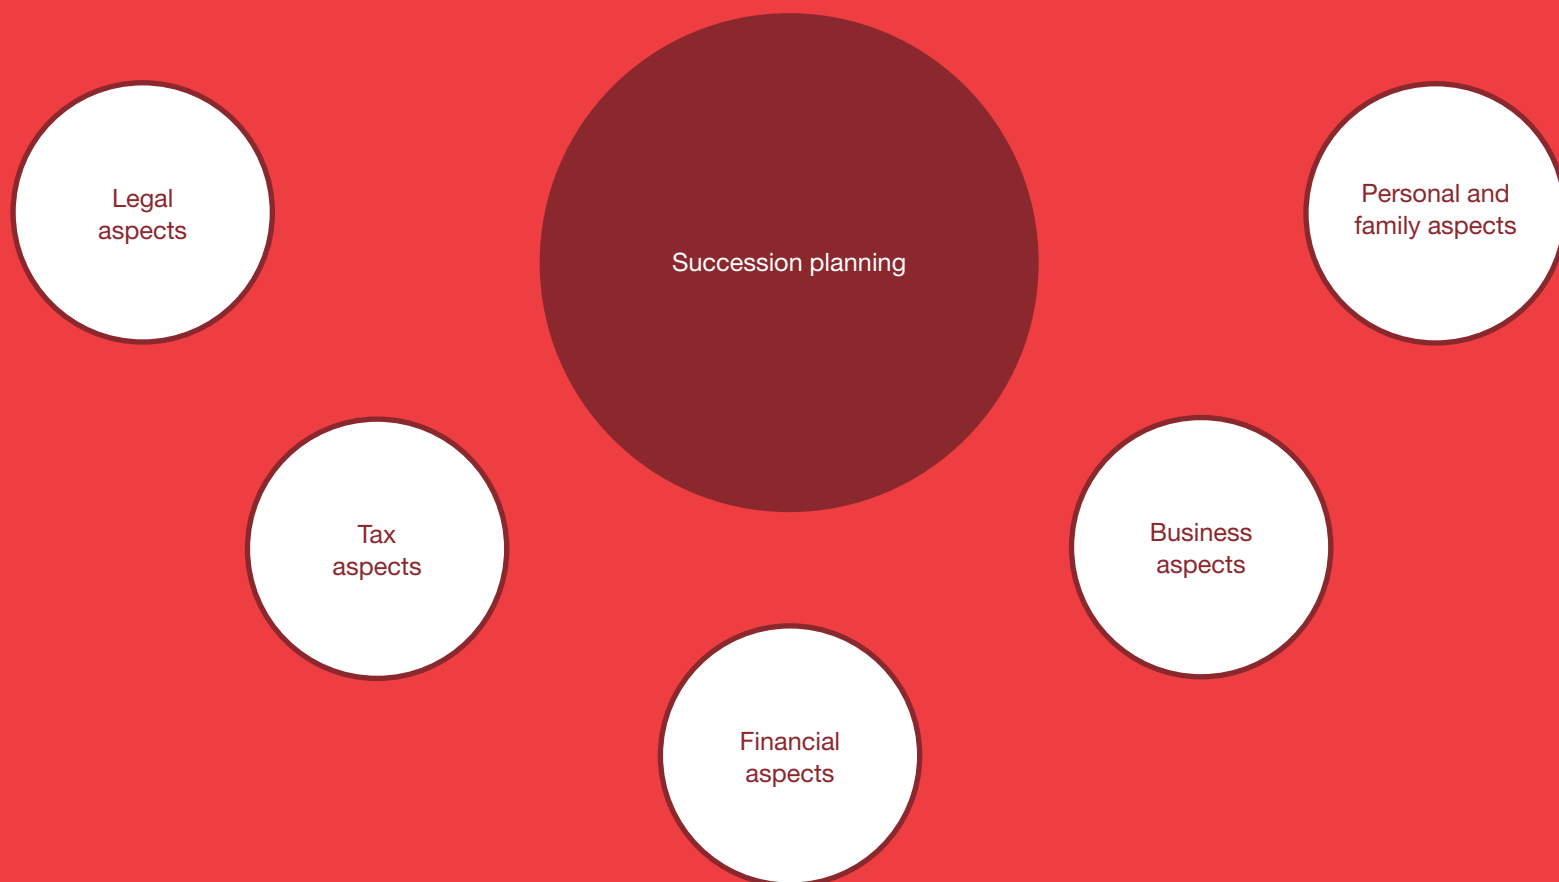 Legal
aspects
Succession planning
Personal and
family aspects
Tax
aspects
Business
aspects
Financial
aspects